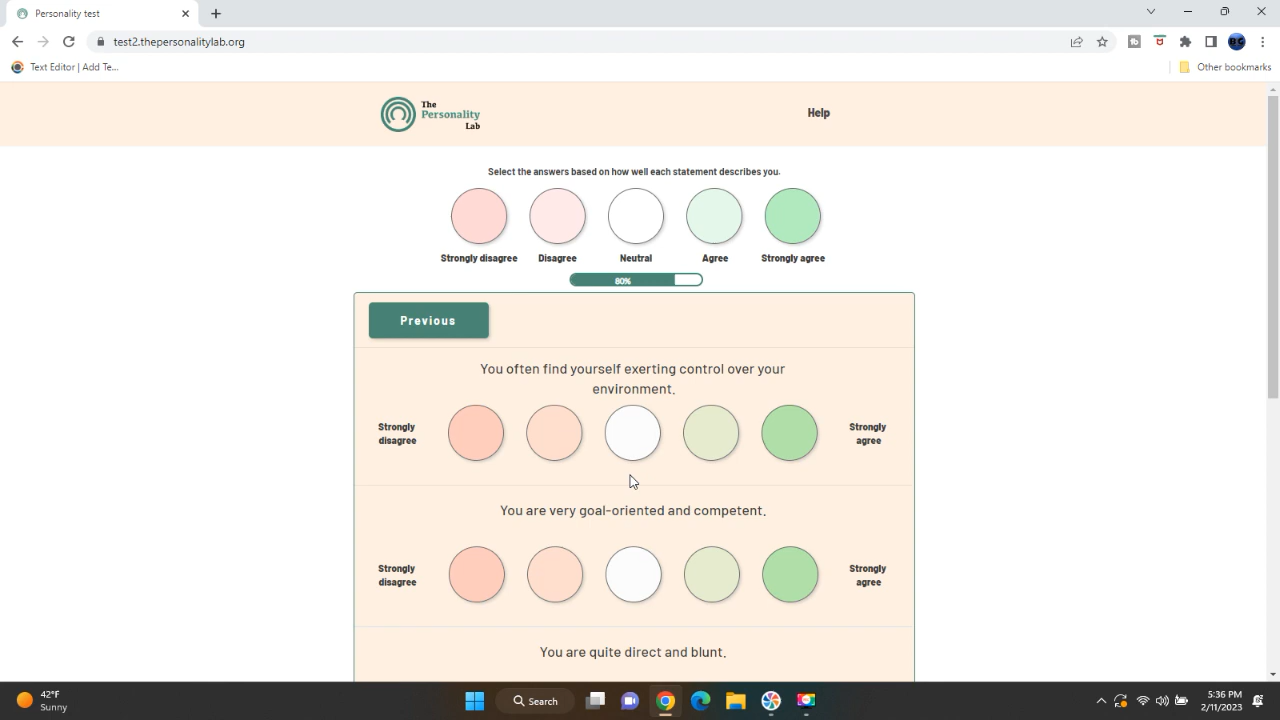 Personality test
test2.thepersonalitylab.org
Text Editor | Add Te...
Other bookmarks
The
Personality
Lab
Help
Select the answers based on how well each statement describes you.
Strongly disagree
Disagree
Neutral
Agree
Strongly agree
80%
Previous
You often find yourself exerting control over your
environment.
Strongly
disagree
Strongly
agree
You are very goal-oriented and competent.
Strongly
disagree
Strongly
agree
You are quite direct and blunt.
42°F
Sunny
Search
5:36 PM
2/11/2023